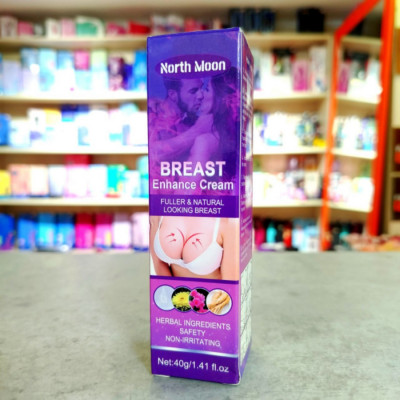 North Moon
BREAST
Enhance Cream
FULLER & NATURAL
LOOKING BREAST
HERBAL INGREDIENTS
SAFETY
NON-IRRITATING
Net:40g/1.41 fl.oz